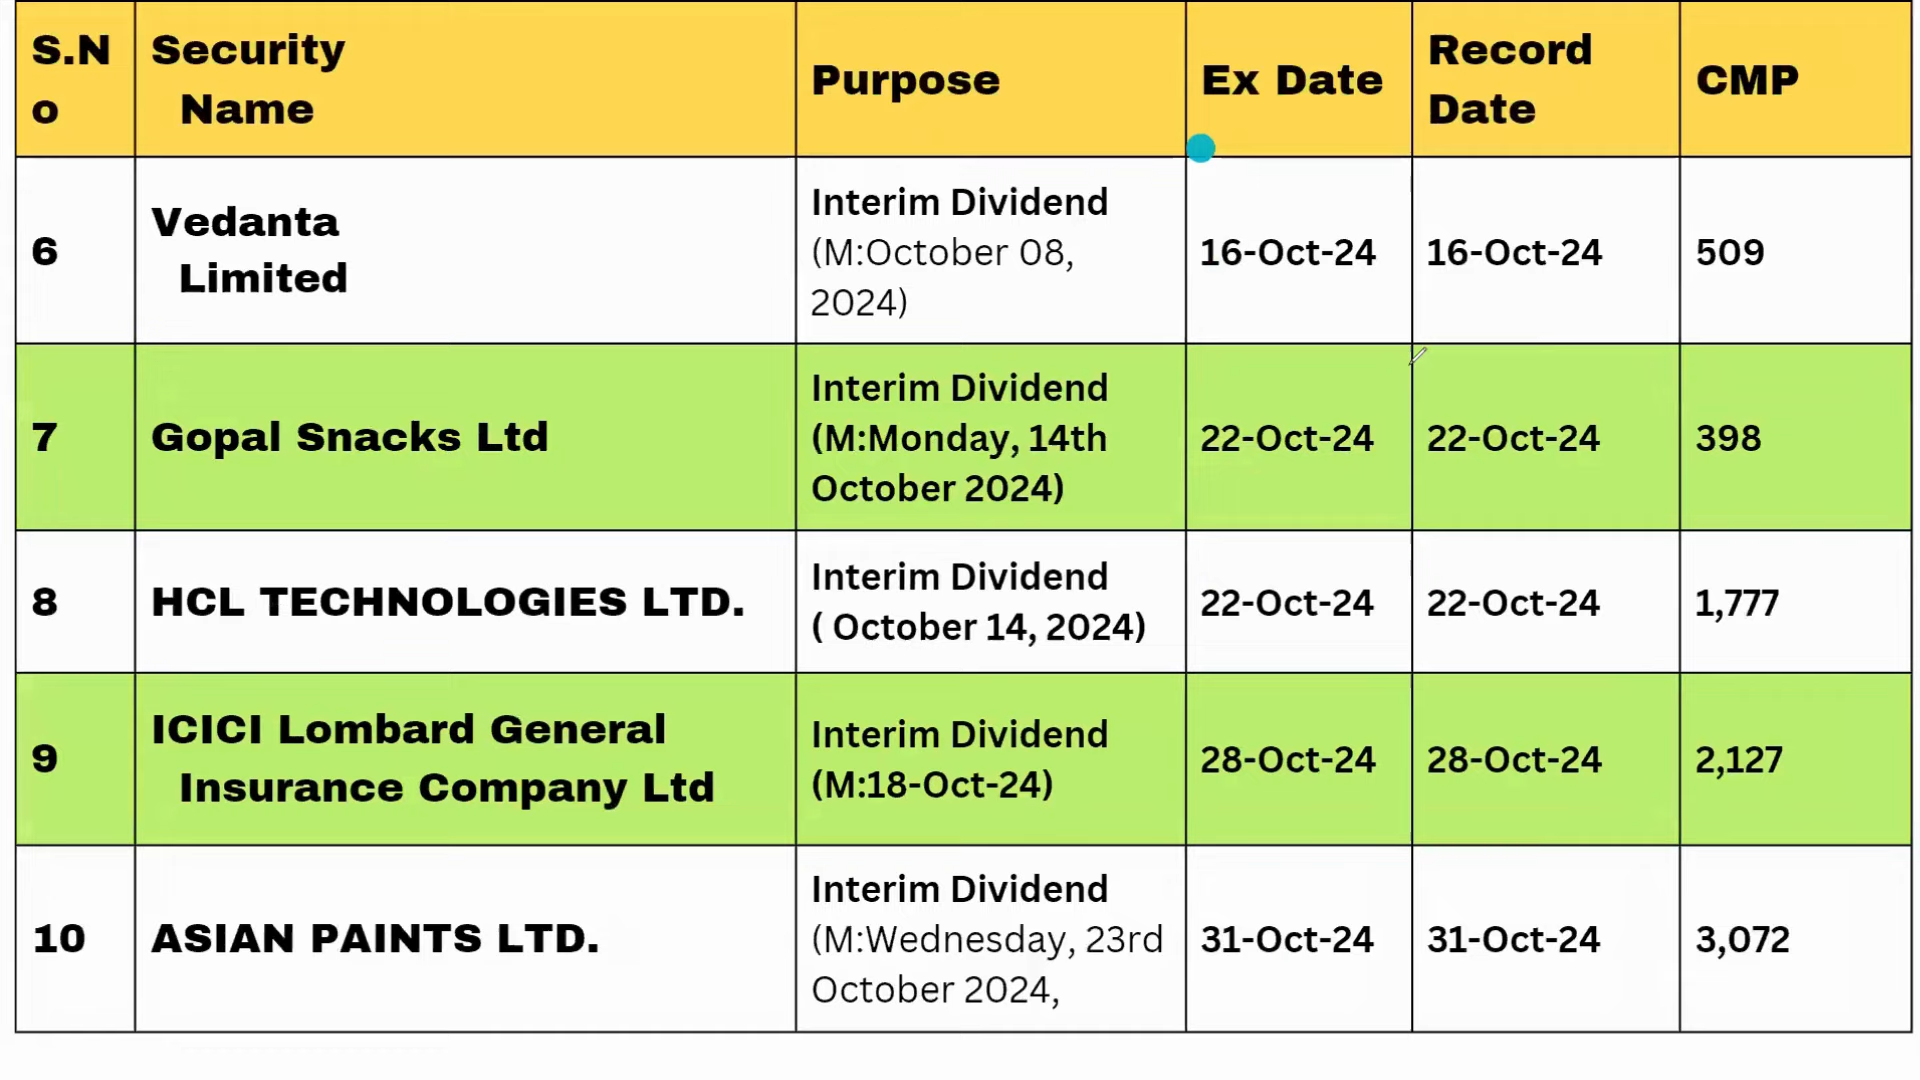 S.N
o
Security
Name
Purpose
Ex Date
Record
Date
CMP
6
Vedanta
Limited
Interim Dividend
(M:October 08,
2024)
16-Oct-24
16-Oct-24
509
7
Gopal Snacks Ltd
Interim Dividend
(M:Monday, 14th
October 2024)
22-Oct-24
22-Oct-24
398
8
HCL TECHNOLOGIES LTD.
Interim Dividend
( October 14, 2024)
22-Oct-24
22-Oct-24
1,777
9
ICICI Lombard General
Insurance Company Ltd
Interim Dividend
(M:18-Oct-24)
28-Oct-24
28-Oct-24
2,127
10
ASIAN PAINTS LTD.
Interim Dividend
(M:Wednesday, 23rd
October 2024,
31-Oct-24
31-Oct-24
3,072